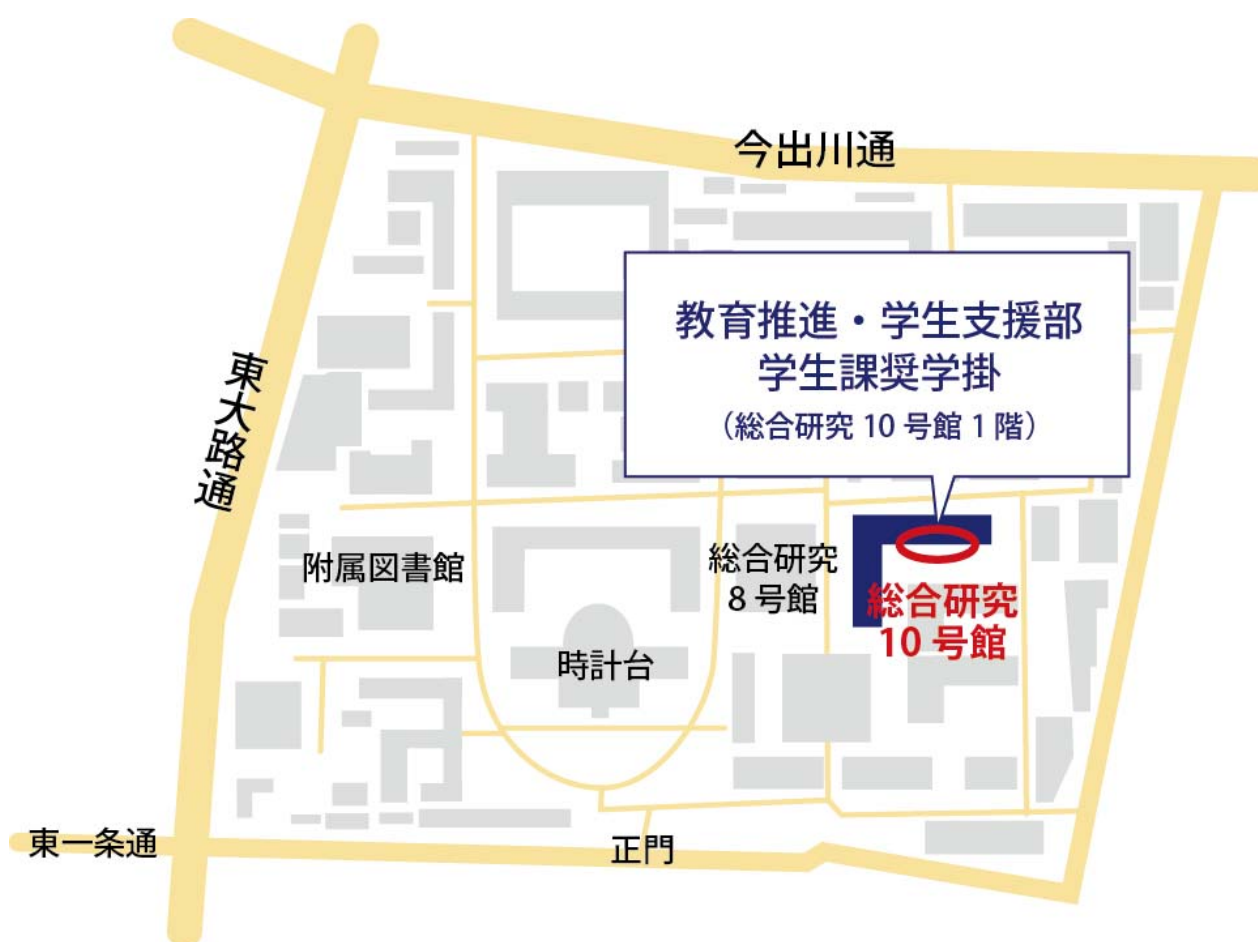 今出川通
教育推進・学生支援部
学生課奨学掛
（総合研究 10 号館 1 階）
東大路通
附属図書館
総合研究
8 号館
総合研究
10 号館
時計台
東一条通
正門